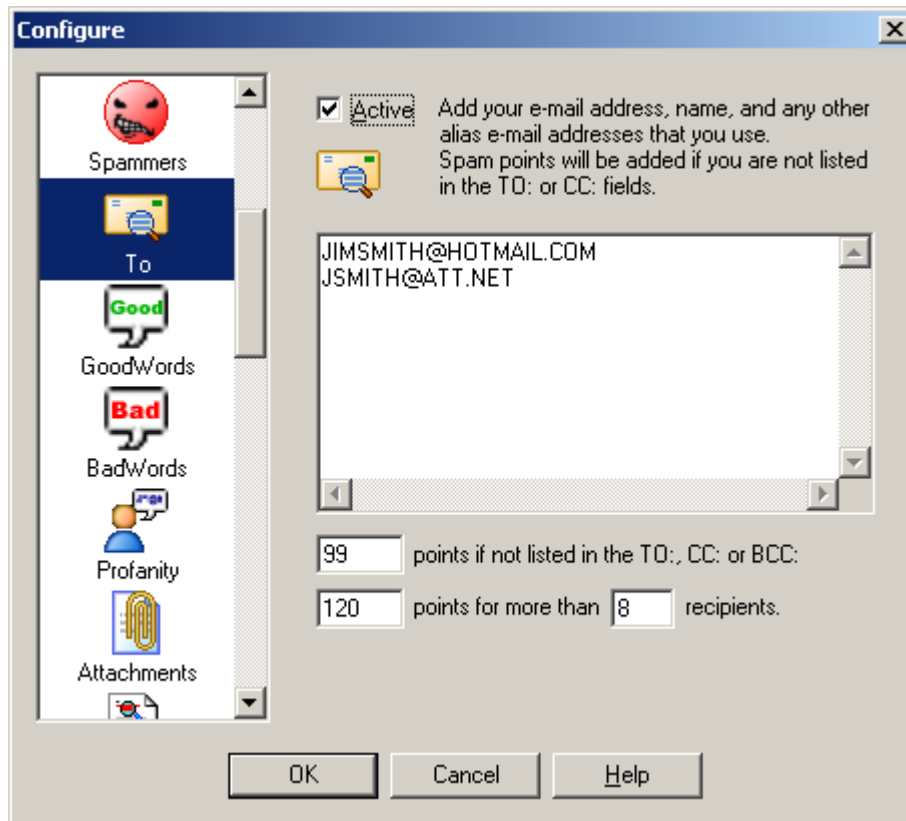 Configure
Spammers
To
Good
GoodWords
Bad
BadWords
Profanity
Attachments
Active
Add your e-mail address, name, and any other
alias e-mail addresses that you use.
Spam points will be added if you are not listed
in the TO: or CC: fields.
JIMSMITH@HOTMAIL.COM
JSMITH@ATT.NET
99 points if not listed in the TO:, CC: or BCC:
120 points for more than 8 recipients.
OK Cancel Help